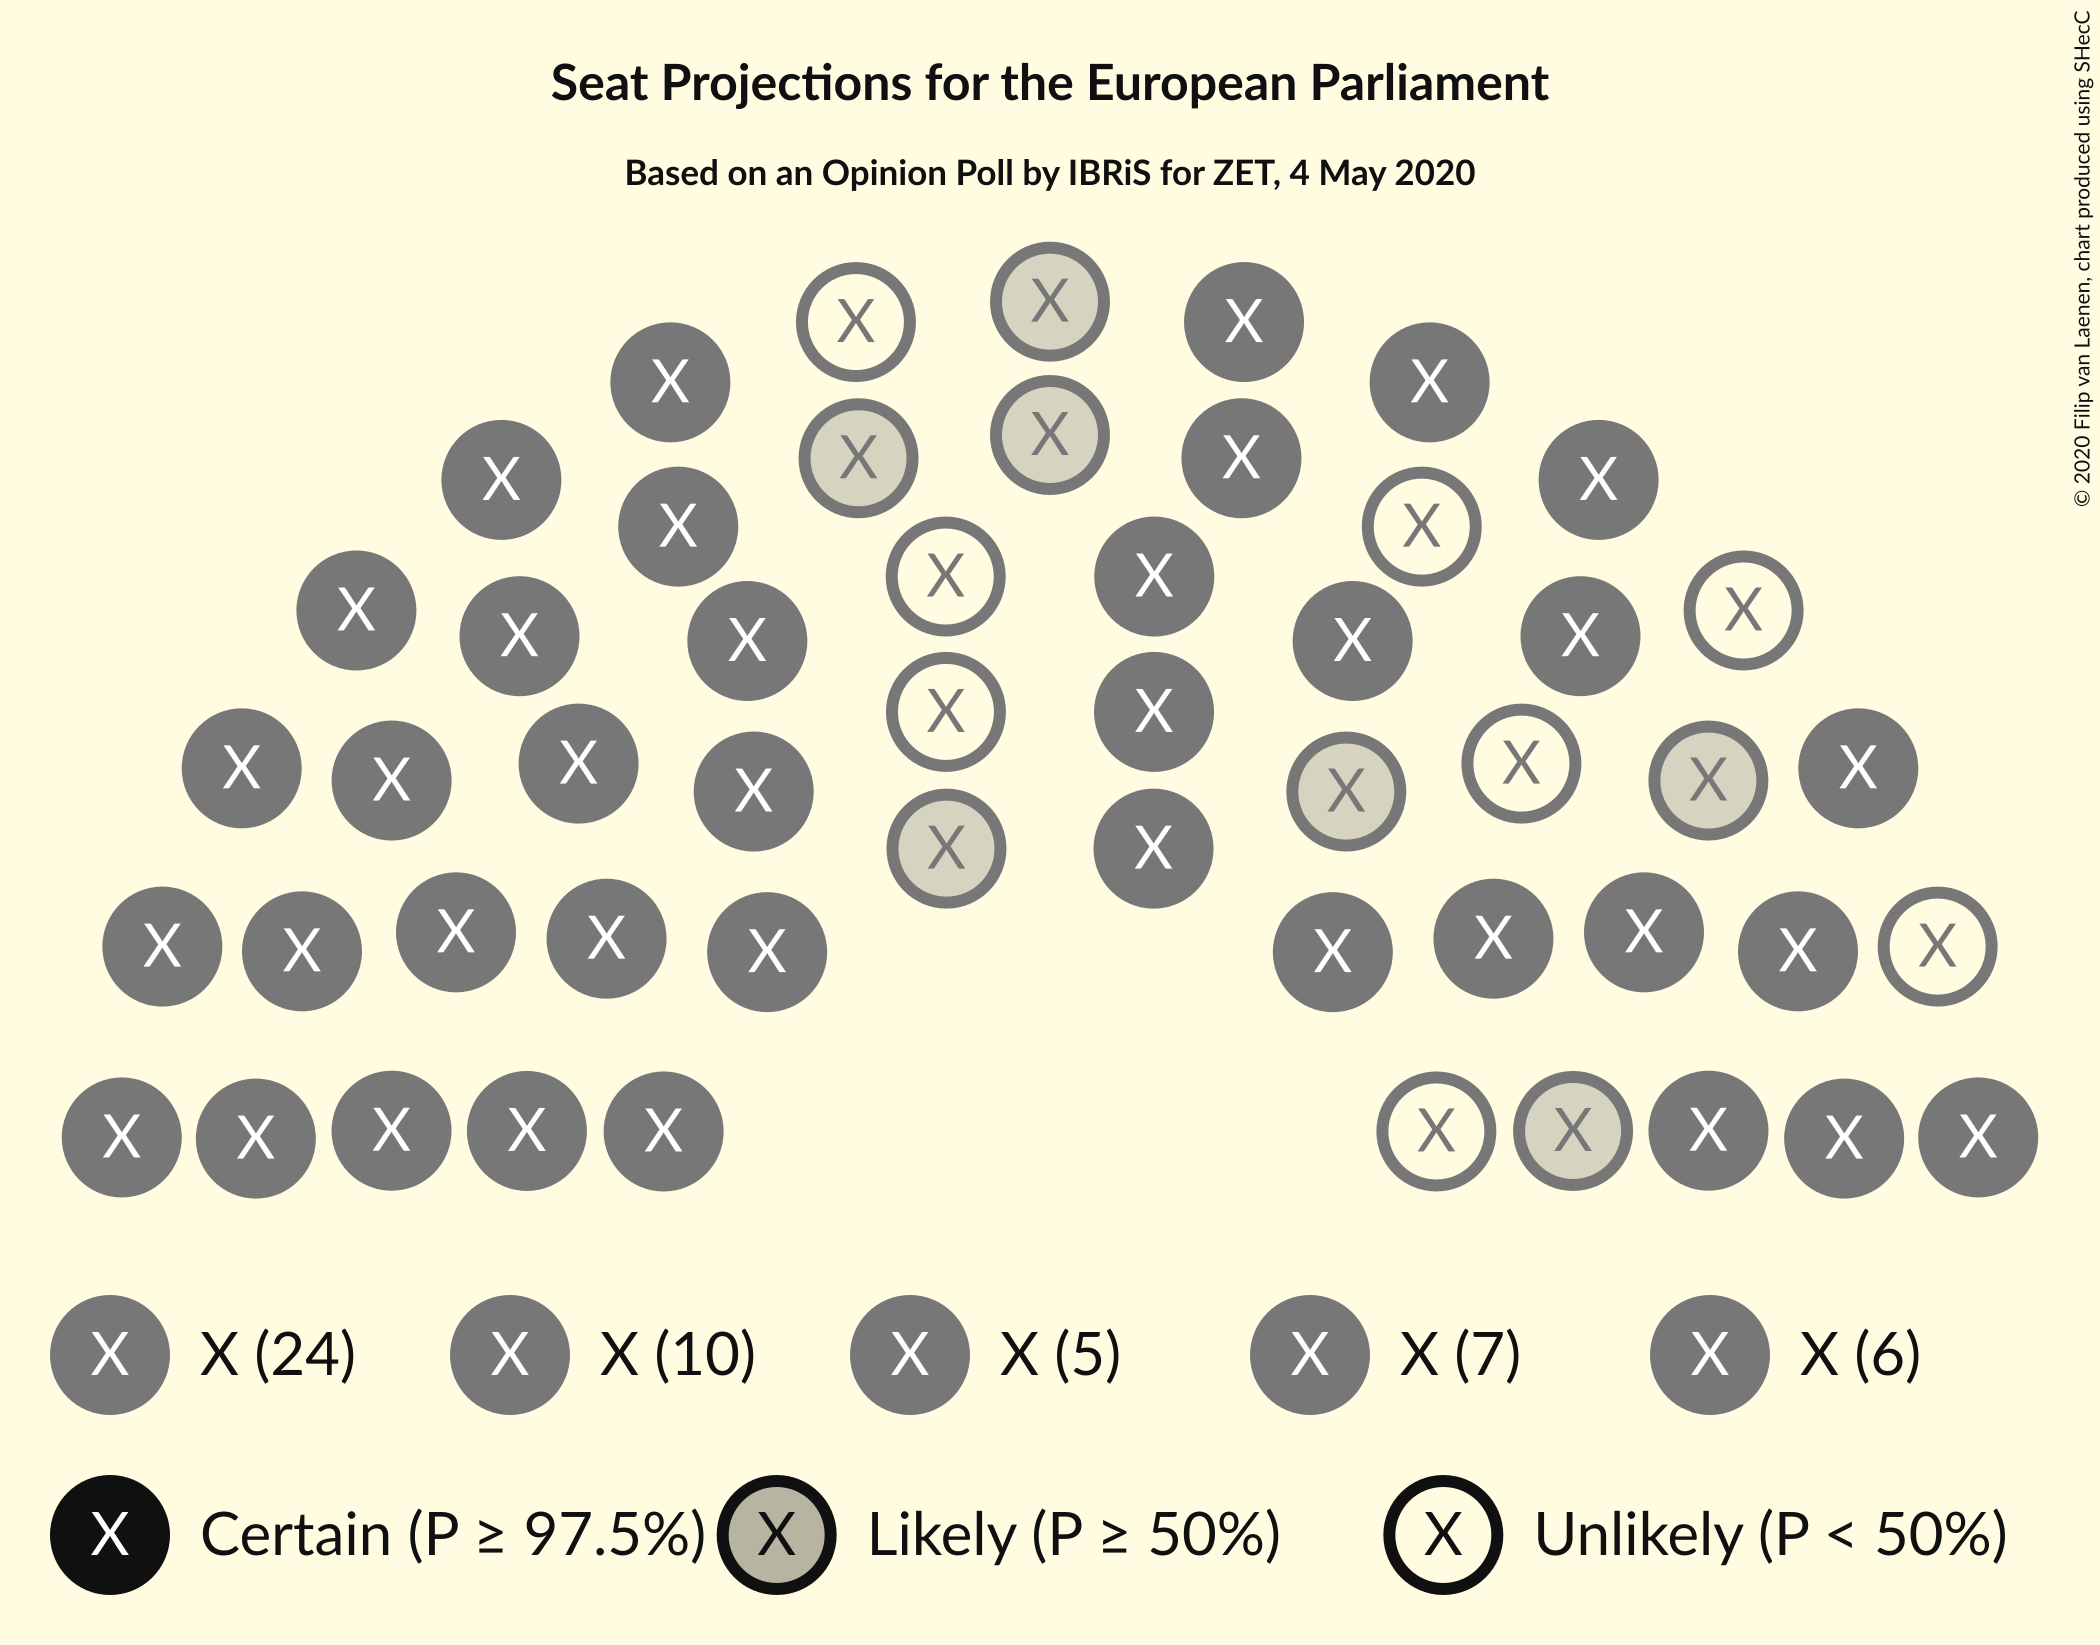 Seat Projections for the European Parliament
Based on an Opinion Poll by IBRiS for ZET, 4 May 2020
© 2020 Filip van Laenen, chart produced using SHecC
X X X
X X
X
X X
X X
X X
X X
X X
X X X X
X X
X X X X X X
X X
X X
X X X X X X X X X X
X X X X X X X X X X
X X (24) X X (10) X X (5) X X (7) X X (6)
X Certain (P ≥ 97.5%) X Likely (P ≥ 50%) X Unlikely (P < 50%)